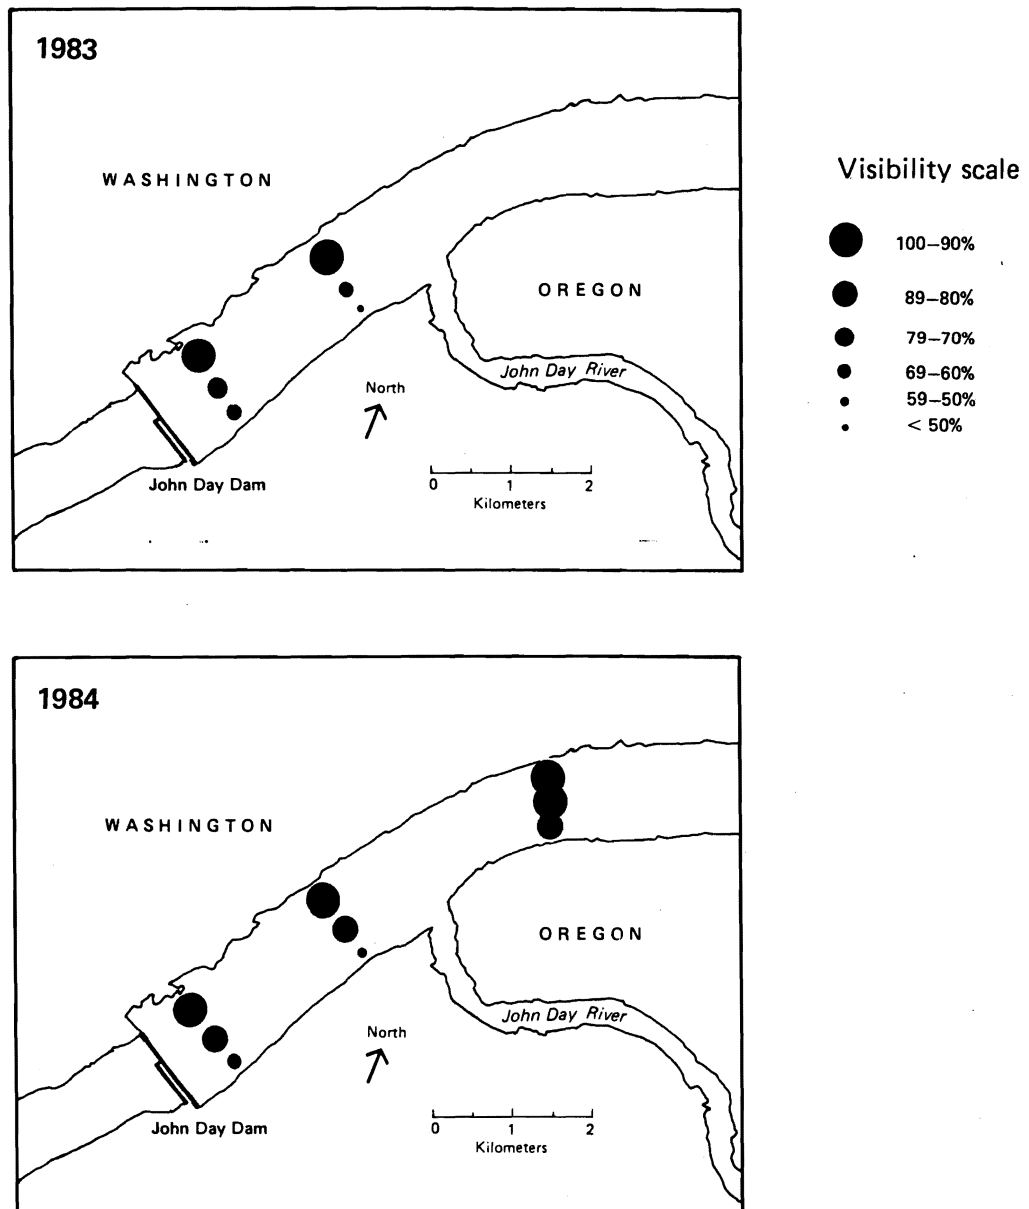 1983
WASHINGTON
OREGON
John Day River
North
0 2
Kilometers
John Day Dam
Visibility scale
100–90%
89–80%
79–70%
69–60%
59–50%
< 50%
1984
WASHINGTON
OREGON
John Day River
North
0 1 2
Kilometers
John Day Dam